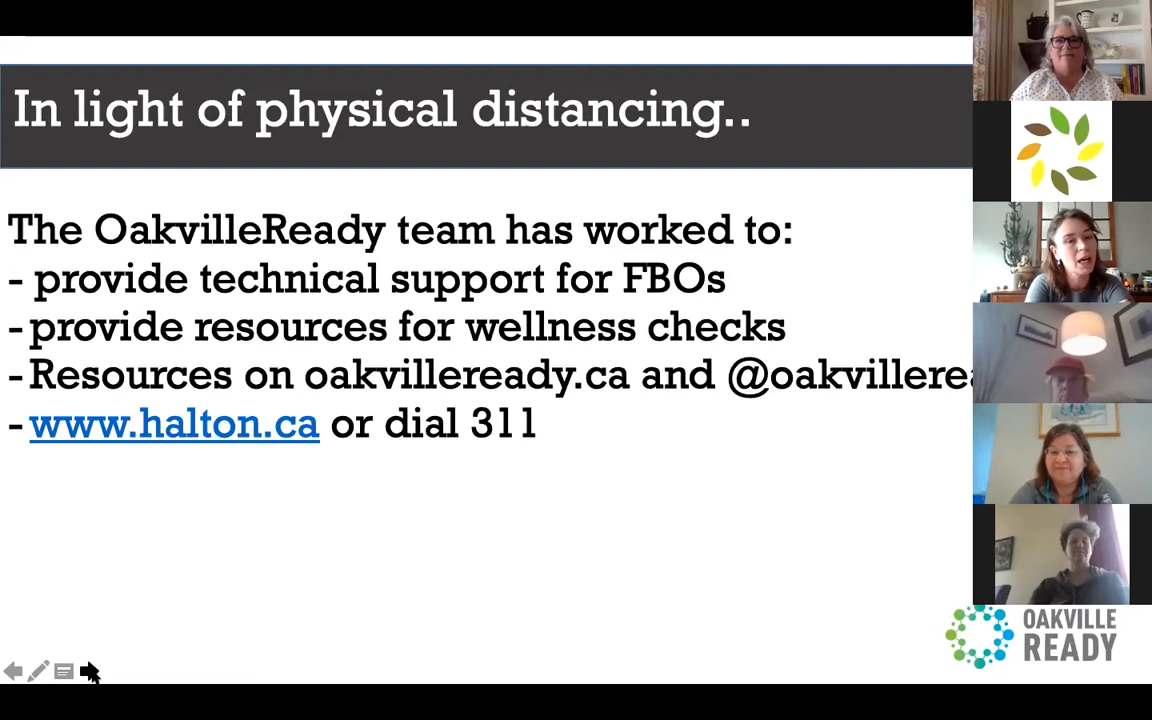 In light of physical distancing..
The OakvilleReady team has worked to:
- provide technical support for FBOs
- provide resources for wellness checks
- Resources on oakvilleready.ca and @oakvillerea
- www.halton.ca or dial 311
OAKVILLE
READY